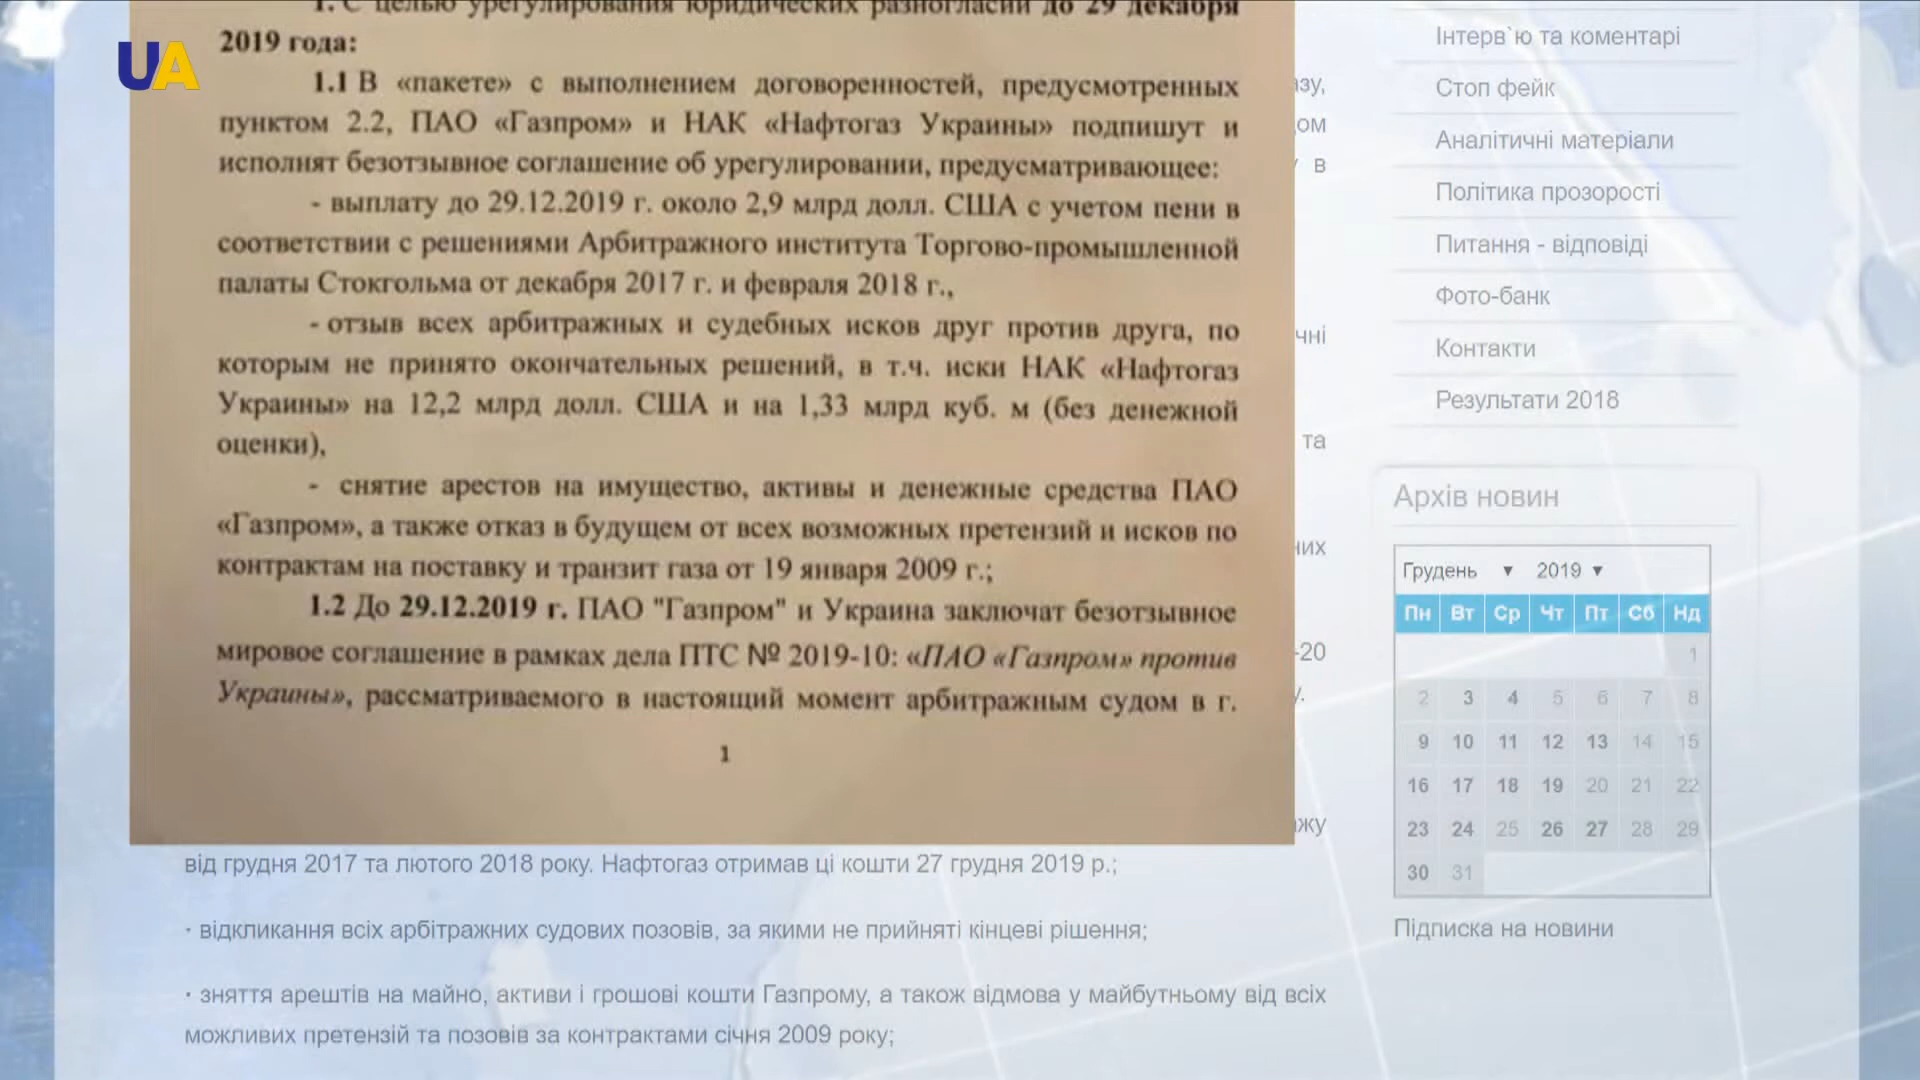 1. С целью урегулирования юридических разногласий до 29 декабря
2019 года:
1.1 В «пакете» с выполнением договоренностей, предусмотренных
пунктом 2.2, ПАО «Газпром» и НАК «Нафтогаз Украины» подпишут и
исполнят безотзывное соглашение об урегулировании, предусматривающее:
- выплату до 29.12.2019 г. около 2,9 млрд долл. США с учетом пени в
соответствии с решениями Арбитражного института Торгово-промышленной
палаты Стокгольма от декабря 2017 г. и февраля 2018 г.,
- отзыв всех арбитражных и судебных исков друг против друга, по
которым не принято окончательных решений, в т.ч. иски НАК «Нафтогаз
Украины» на 12,2 млрд долл. США и на 1,33 млрд куб. м (без денежной
оценки),
- снятие арестов на имущество, активы и денежные средства ПАО
«Газпром», а также отказ в будущем от всех возможных претензий и исков по
контрактам на поставку и транзит газа от 19 января 2009 г.;
1.2 До 29.12.2019 г. ПАО "Газпром" и Украина заключат безотзывное
мировое соглашение в рамках дела ПТС № 2019-10: «ПАО «Газпром» против
Украины», рассматриваемого в настоящий момент арбитражным судом в г.
1
UA
від грудня 2017 та лютого 2018 року. Нафтогаз отримав ці кошти 27 грудня 2019 р.;
· відкликання всіх арбітражних судових позовів, за якими не прийняті кінцеві рішення;
· зняття арештів на майно, активи і грошові кошти Газпрому, а також відмова у майбутньому від всіх
можливих претензій та позовів за контрактами січня 2009 року;
в
та
-20
Інтерв`ю та коментарі
Стоп фейк
Аналітичні матеріали
Політика прозорості
Питання - відповіді
Фото-банк
Контакти
Результати 2018
Архів новин
Грудень ▼ 2019 ▼
Пн Вт Ср Чт Пт Сб Нд
1
2 3 4 5 6 7 8
9 10 11 12 13 14 15
16 17 18 19 20 21 22
23 24 25 26 27 28 29
30 31
Підписка на новини